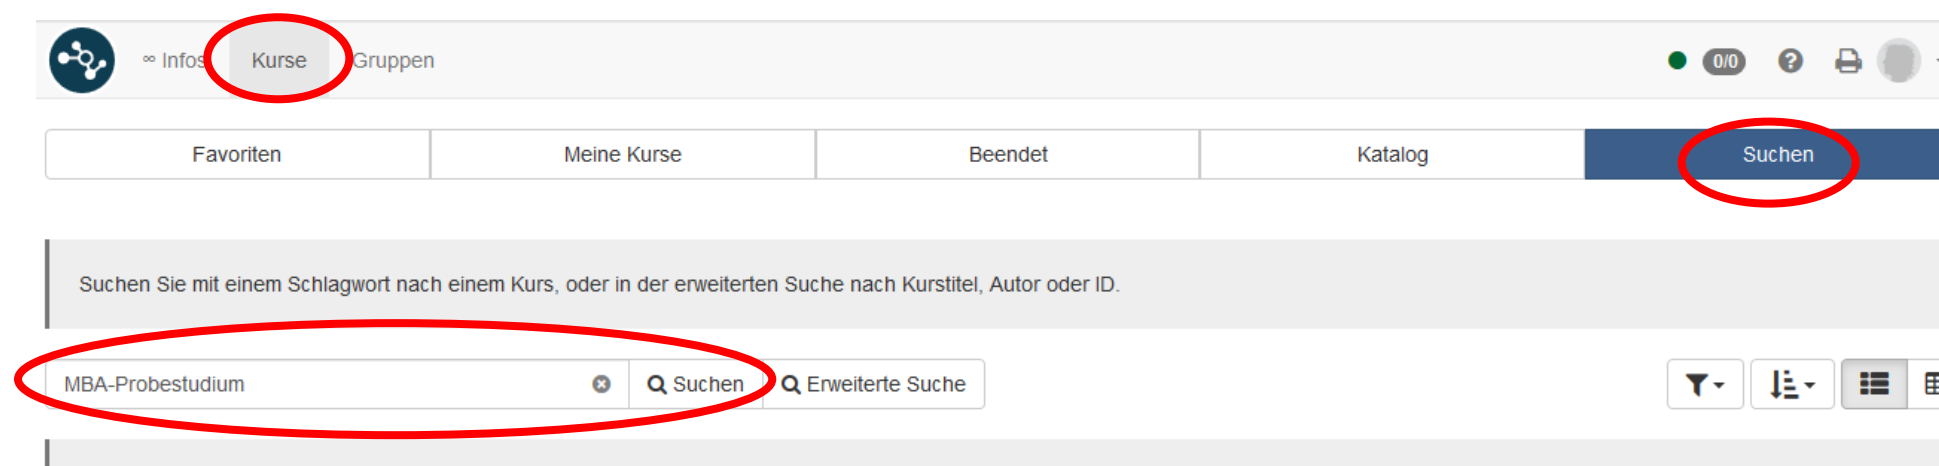 ∞ Infos Kurse Gruppen 0/0
Favoriten Meine Kurse Beendet Katalog Suchen
Suchen Sie mit einem Schlagwort nach einem Kurs, oder in der erweiterten Suche nach Kurstitel, Autor oder ID.
MBA-Probestudium Suchen Erweiterte Suche